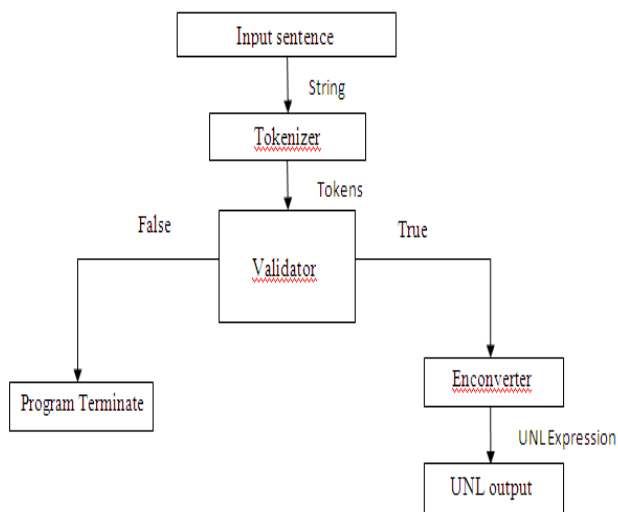 Input sentence
String
Tokenizer
Tokens
False
True
Validator
Program Terminate
Enconverter
UNLExpression
UNL output